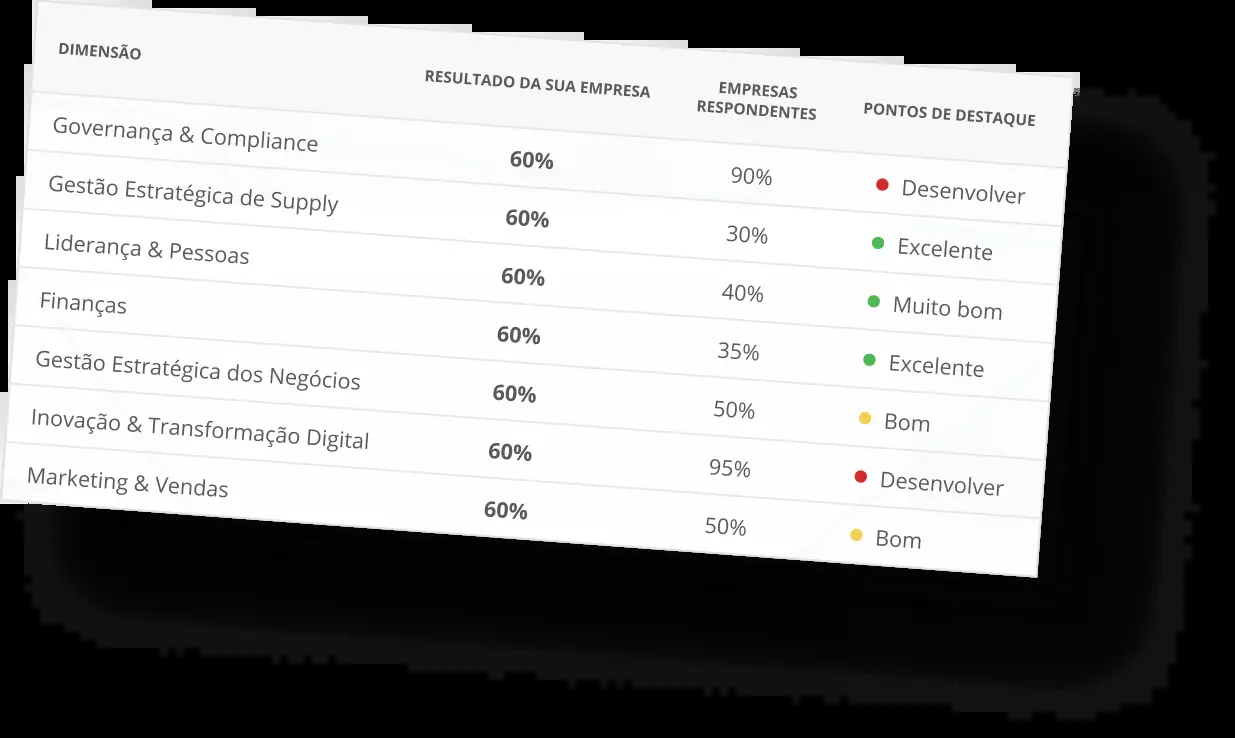 DIMENSÃO RESULTADO DA SUA EMPRESA EMPRESAS RESPONDENTES PONTOS DE DESTAQUE
Governança & Compliance 60% 90% Desenvolver
Gestão Estratégica de Supply 60% 30% Excelente
Liderança & Pessoas 60% 40% Muito bom
Finanças 60% 35% Excelente
Gestão Estratégica dos Negócios 60% 50% Bom
Inovação & Transformação Digital 60% 95% Desenvolver
Marketing & Vendas 60% 50% Bom